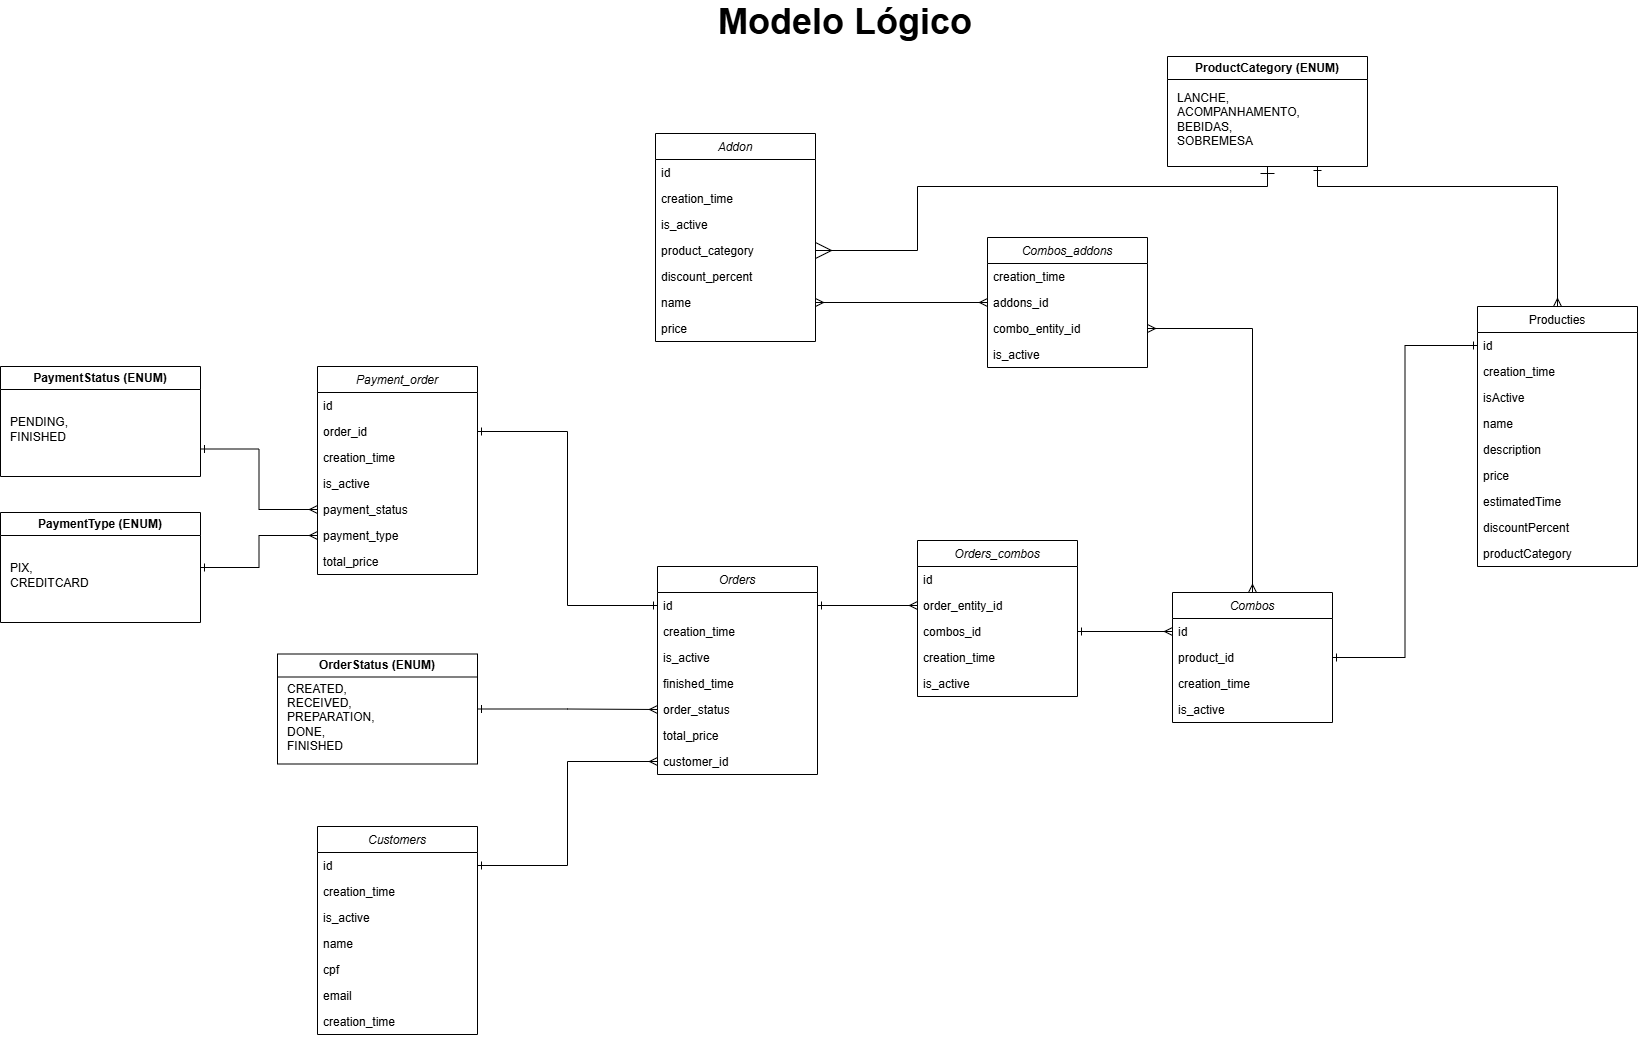 Modelo Lógico
ProductCategory (ENUM)
LANCHE,
ACOMPANHAMENTO,
BEBIDAS,
SOBREMESA
Addon
id
creation_time
is_active
product_category
discount_percent
name
price
Combos_addons
creation_time
addons_id
combo_entity_id
is_active
Producties
id
creation_time
isActive
name
description
price
estimatedTime
discountPercent
productCategory
PaymentStatus (ENUM)
PENDING,
FINISHED
PaymentType (ENUM)
PIX,
CREDITCARD
Payment_order
id
order_id
creation_time
is_active
payment_status
payment_type
total_price
Orders
id
creation_time
is_active
finished_time
order_status
total_price
customer_id
Orders_combos
id
order_entity_id
combos_id
creation_time
is_active
Combos
id
product_id
creation_time
is_active
OrderStatus (ENUM)
CREATED,
RECEIVED,
PREPARATION,
DONE,
FINISHED
Customers
id
creation_time
is_active
name
cpf
email
creation_time